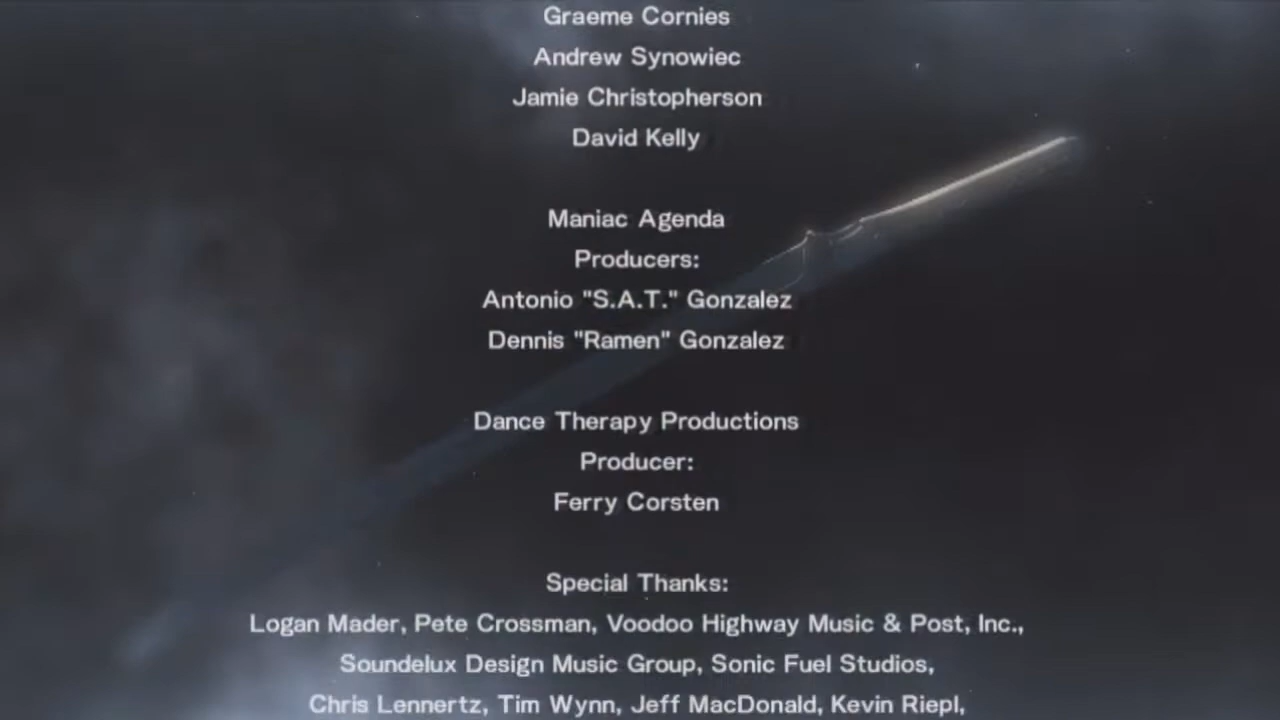 Graeme Cornies
Andrew Synowiec
Jamie Christopherson
David Kelly
Maniac Agenda
Producers:
Antonio "S.A.T." Gonzalez
Dennis "Ramen" Gonzalez
Dance Therapy Productions
Producer:
Ferry Corsten
Special Thanks:
Logan Mader, Pete Crossman, Voodoo Highway Music & Post, Inc.,
Soundelux Design Music Group, Sonic Fuel Studios,
Chris Lennertz, Tim Wynn, Jeff MacDonald, Kevin Riepl,